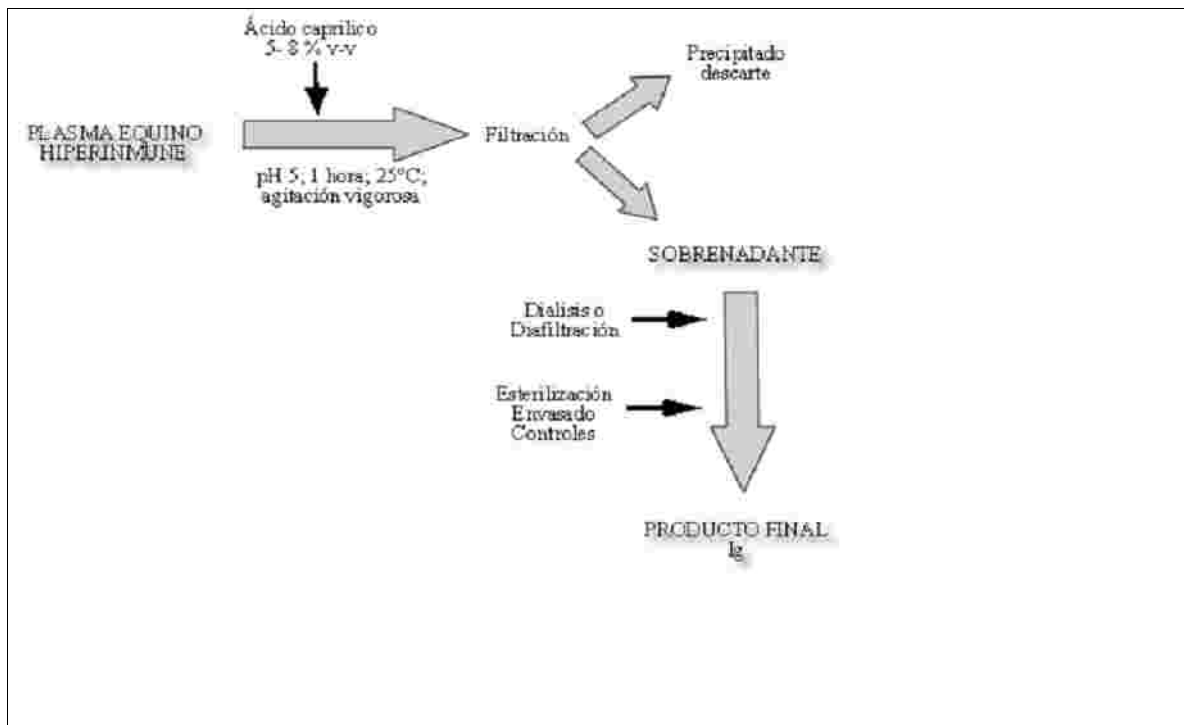 Ácido caprílico
5- 8 % v-v
Precipitado
descarte
PLASMA EQUINO
HIPERINMUNE
Filtración
pH 5; 1 hora; 25ºC;
agitación vigorosa
SOBRENADANTE
Dialisis o
Diafiltración
Esterilización
Envasado
Controles
PRODUCTO FINAL
Ig